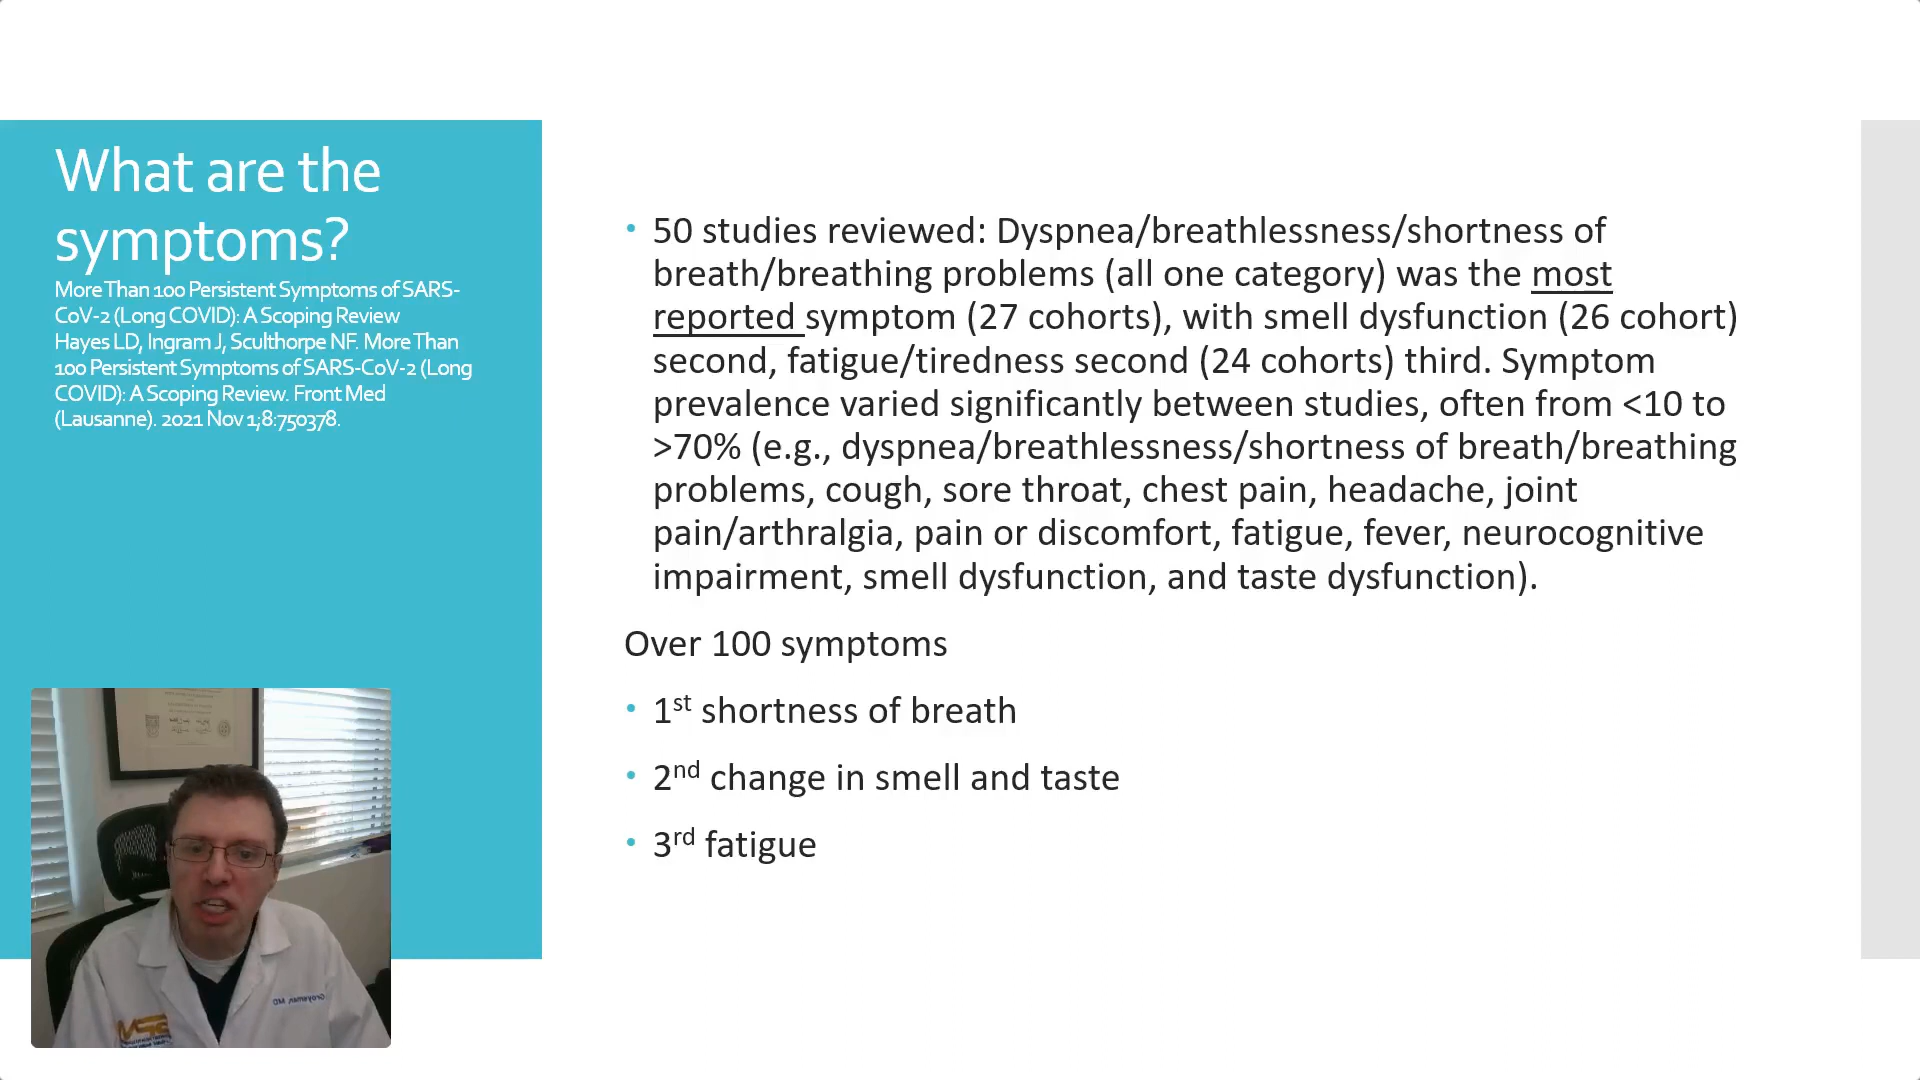 What are the
symptoms?
More Than 100 Persistent Symptoms of SARS-
CoV-2 (Long COVID): A Scoping Review
Hayes LD, Ingram J, Sculthorpe NF. More Than
100 Persistent Symptoms of SARS-CoV-2 (Long
COVID): A Scoping Review. Front Med
(Lausanne). 2021 Nov 1;8:750378.
• 50 studies reviewed: Dyspnea/breathlessness/shortness of
breath/breathing problems (all one category) was the most
reported symptom (27 cohorts), with smell dysfunction (26 cohort)
second, fatigue/tiredness second (24 cohorts) third. Symptom
prevalence varied significantly between studies, often from <10 to
>70% (e.g., dyspnea/breathlessness/shortness of breath/breathing
problems, cough, sore throat, chest pain, headache, joint
pain/arthralgia, pain or discomfort, fatigue, fever, neurocognitive
impairment, smell dysfunction, and taste dysfunction).
Over 100 symptoms
• 1st shortness of breath
• 2nd change in smell and taste
• 3rd fatigue
MD